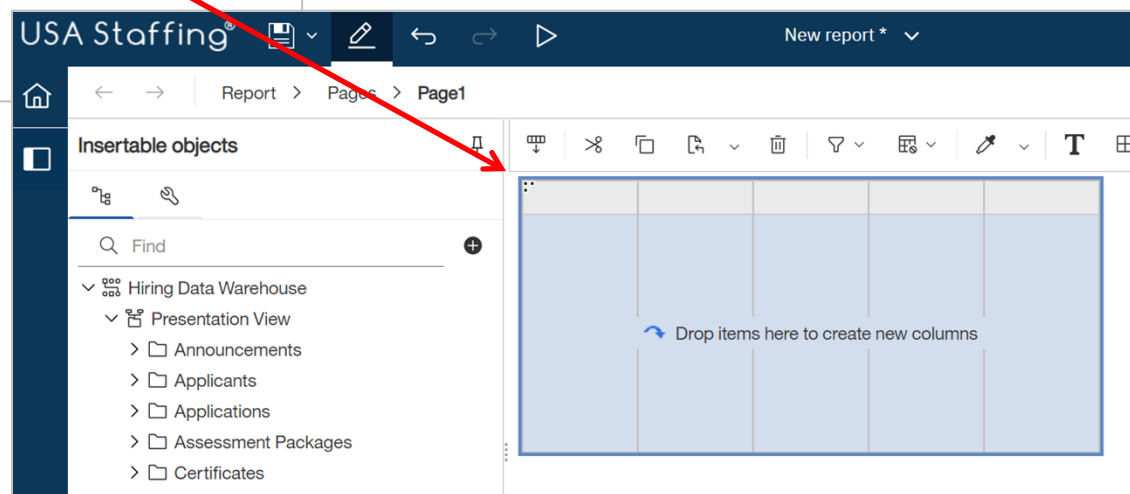 USA Staffing®
New report *
Report > Pages > Page1
Insertable objects
T
Find
Hiring Data Warehouse
Presentation View
Announcements
Applicants
Applications
Assessment Packages
Certificates
Drop items here to create new columns